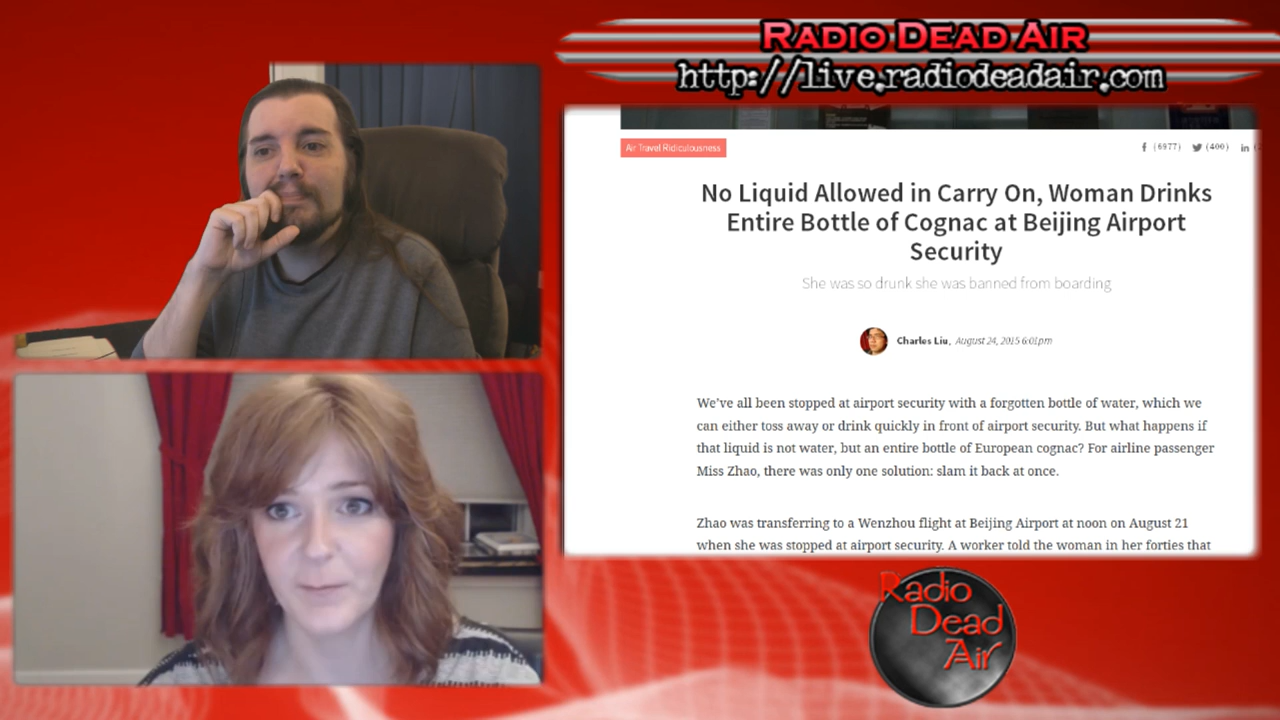 RADIO DEAD AIR
http://live.radiodeadair.com
Air Travel Ridiculousness
(6977) (400) in
No Liquid Allowed in Carry On, Woman Drinks
Entire Bottle of Cognac at Beijing Airport
Security
She was so drunk she was banned from boarding
Charles Liu, August 24, 2015 6:01pm
We've all been stopped at airport security with a forgotten bottle of water, which we
can either toss away or drink quickly in front of airport security. But what happens if
that liquid is not water, but an entire bottle of European cognac? For airline passenger
Miss Zhao, there was only one solution: slam it back at once.
Zhao was transferring to a Wenzhou flight at Beijing Airport at noon on August 21
when she was stopped at airport security. A worker told the woman in her forties that
Radio
Dead
Air